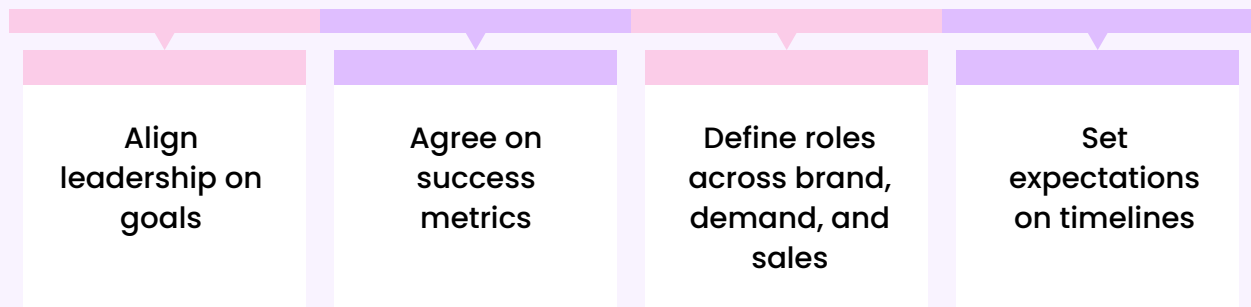 Align
leadership on
goals
Agree on
success
metrics
Define roles
across brand,
demand, and
sales
Set
expectations
on timelines